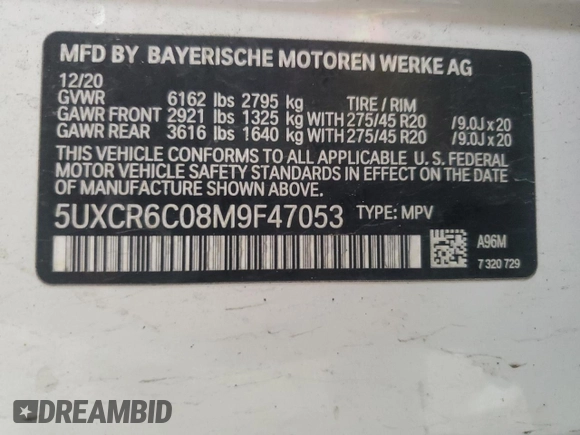 MFD BY BAYERISCHE MOTOREN WERKE AG
12/20
GVWR 6162 lbs 2795 kg TIRE / RIM
GAWR FRONT 2921 lbs 1325 kg WITH 275/45 R20 /9.0J x 20
GAWR REAR 3616 lbs 1640 kg WITH 275/45 R20 /9.0J x 20
THIS VEHICLE CONFORMS TO ALL APPLICABLE U. S. FEDERAL
MOTOR VEHICLE SAFETY STANDARDS IN EFFECT ON THE
DATE OF MANUFACTURE SHOWN ABOVE.
5UXCR6C08M9F47053 TYPE: MPV
A96M
7 320 729
DREAMBID